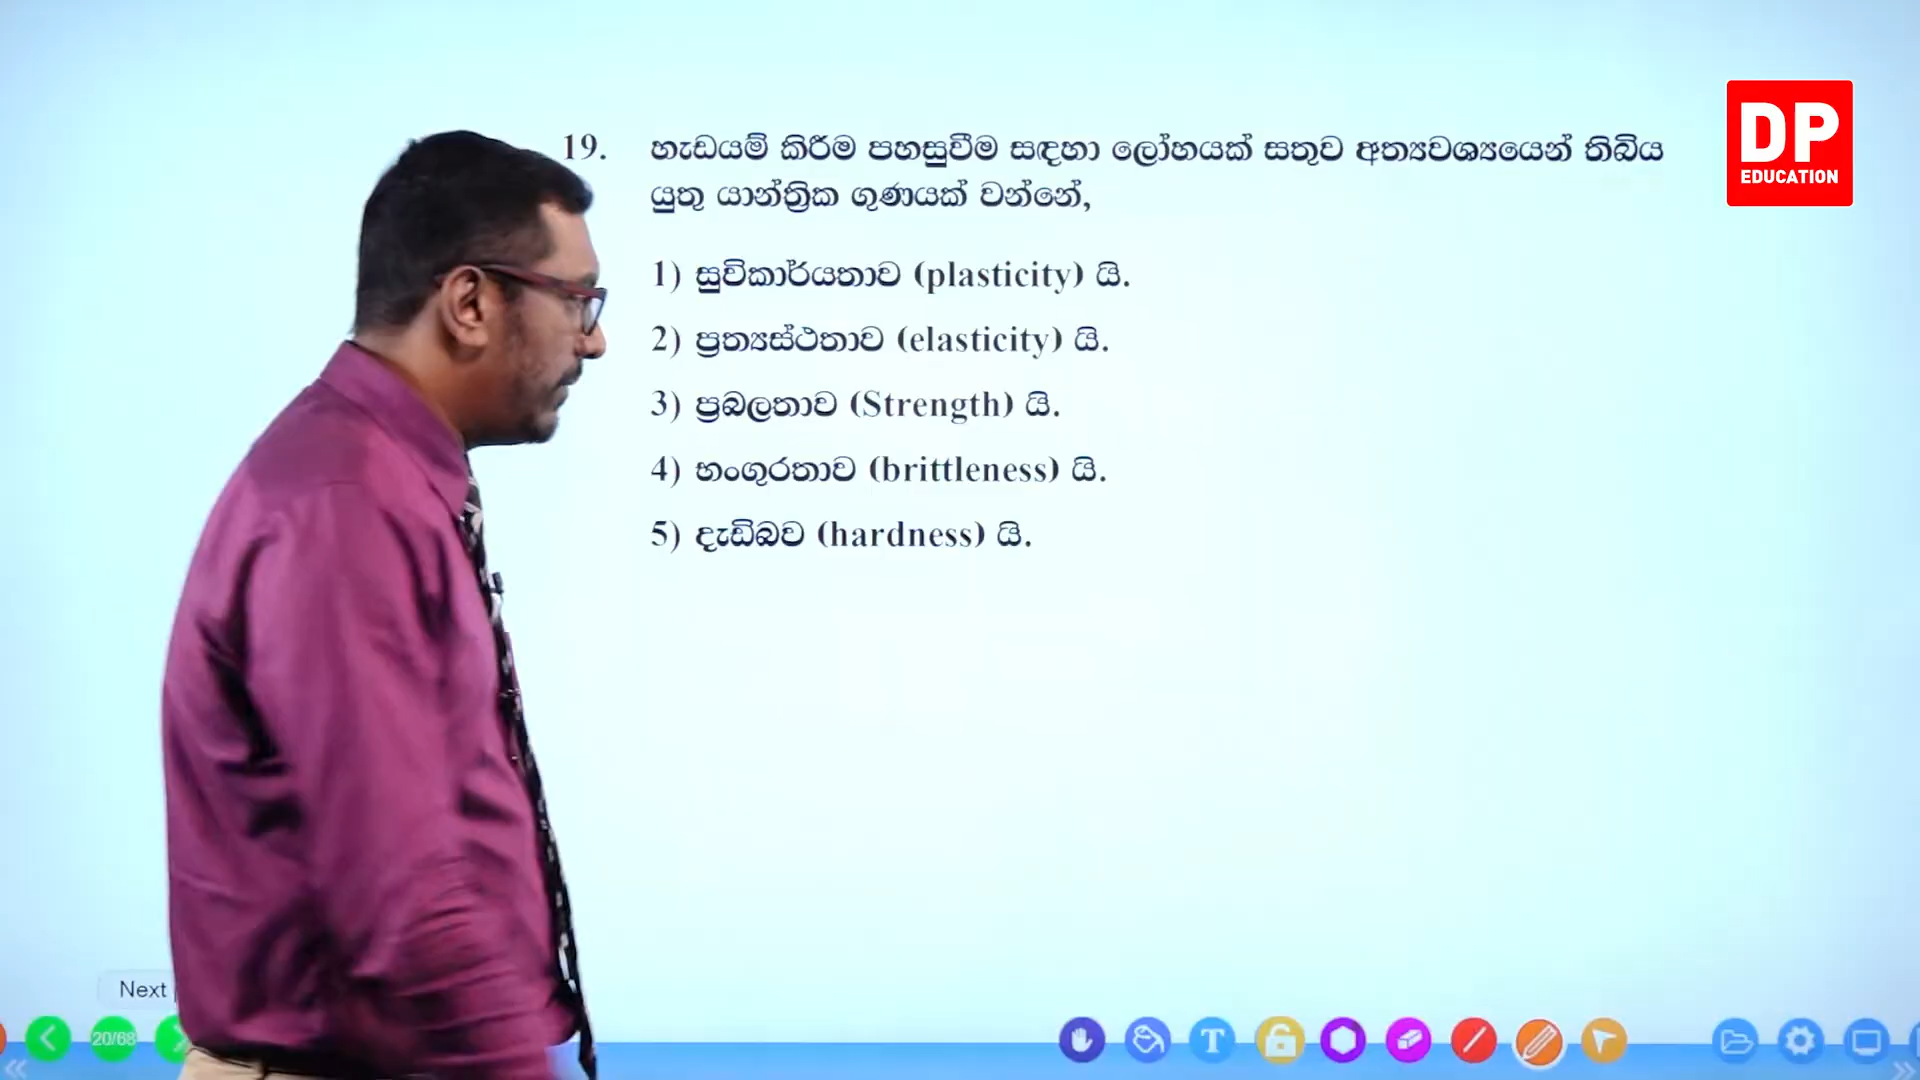 DP
EDUCATION
19. හැඩයම් කිරීම පහසුවීම සඳහා ලෝහයක් සතුව අත්‍යවශ්‍යයෙන් තිබිය
යුතු යාන්ත්‍රික ගුණයක් වන්නේ,
1) සුවිකාර්යතාව (plasticity) යි.
2) ප්‍රත්‍යස්ථතාව (elasticity) යි.
3) ප්‍රබලතාව (Strength) යි.
4) භංගුරතාව (brittleness) යි.
5) දැඩිබව (hardness) යි.
Next
20/68
T